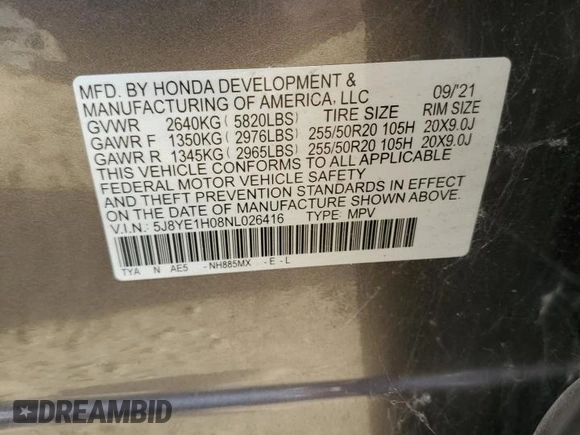 MFD. BY HONDA DEVELOPMENT & 09/'21
MANUFACTURING OF AMERICA, LLC
GVWR 2640KG ( 5820LBS) TIRE SIZE RIM SIZE
GAWR F 1350KG ( 2976LBS) 255/50R20 105H 20X9.0J
GAWR R 1345KG ( 2965LBS) 255/50R20 105H 20X9.0J
THIS VEHICLE CONFORMS TO ALL APPLICABLE
FEDERAL MOTOR VEHICLE SAFETY
AND THEFT PREVENTION STANDARDS IN EFFECT
ON THE DATE OF MANUFACTURE SHOWN ABOVE.
V.I.N.: 5J8YE1H08NL026416 TYPE: MPV
TYA N AE5 -NH885MX -E-L
DREAMBID